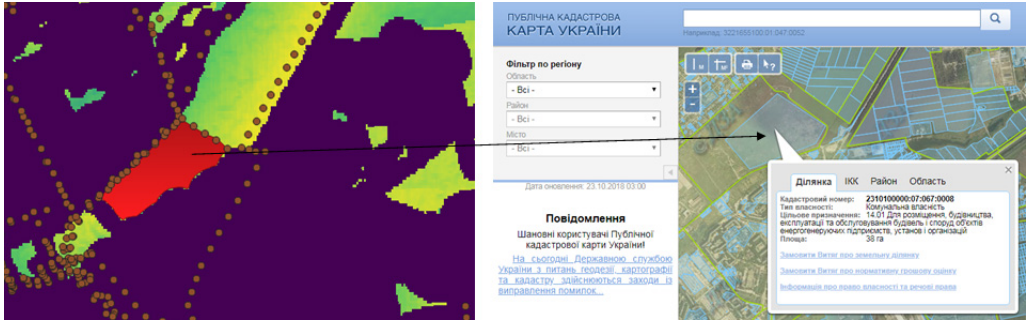 ПУБЛІЧНА КАДАСТРОВА
КАРТА УКРАЇНИ
Наприклад: 3221655100:01:047:0052
Фільтр по регіону
Область
- Всі -
Район
- Всі -
Місто
- Всі -
Дата оновлення: 23.10.2018 03:00
Повідомлення
Шановні користувачі Публічної
кадастрової карти України!
На сьогодні Державною службою
України з питань геодезії, картографії
та кадастру здійснюються заходи із
виправлення помилок...
Ділянка ІКК Район Область
Кадастровий номер: 2310100000:07:067:0008
Тип власності: Комунальна власність
Цільове призначення: 14.01 Для розміщення, будівництва,
експлуатації та обслуговування будівель і споруд об'єктів
енергогенеруючих підприємств, установ і організацій
Площа: 38 га
Замовити Витяг про земельну ділянку
Замовити Витяг про нормативну грошову оцінку
Інформація про право власності та речові права